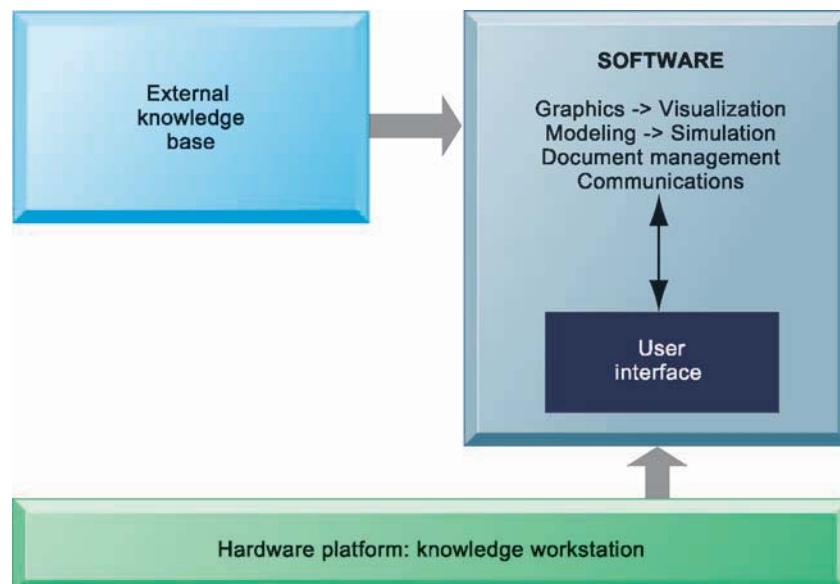 External
knowledge
base
SOFTWARE
Graphics -> Visualization
Modeling -> Simulation
Document management
Communications
User
interface
Hardware platform: knowledge workstation